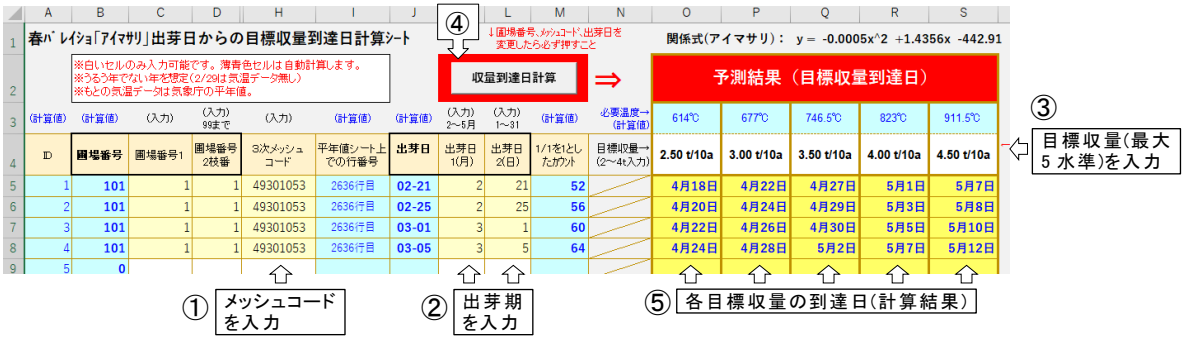 A B C D H I J L M N O P Q R S
1 春バレイショ「アイマサリ」出芽日からの目標収量到達日計算シート
④
↓圃場番号、メッシュコード、出芽日を
変更したら必ず押すこと
関係式(アイマサリ)： y = -0.0005x^2 +1.4356x -442.91
2
※白いセルのみ入力可能です。薄青色セルは自動計算します。
※うるう年でない年を想定(2/29は気温データ無し)
※もとの気温データは気象庁の平年値。
収量到達日計算
⇒
予測結果（目標収量到達日）
3 (計算値) (計算値) (入力) (入力)99まで (入力) (計算値) (計算値) (入力)2～5月 (入力)1～31 (計算値) 必要温度→(計算値) 614℃ 677℃ 746.5℃ 823℃ 911.5℃
4 ID 圃場番号 圃場番号1 圃場番号2枝番 3次メッシュコード 平年値シート上での行番号 出芽日 出芽日1(月) 出芽日2(日) 1/1を1としたカウント 目標収量→(2～4t入力) 2.50 t/10a 3.00 t/10a 3.50 t/10a 4.00 t/10a 4.50 t/10a
③
目標収量(最大
5水準)を入力
5 1 101 1 1 49301053 2636行目 02-21 2 21 52 4月18日 4月22日 4月27日 5月1日 5月7日
6 2 101 1 1 49301053 2636行目 02-25 2 25 56 4月20日 4月24日 4月29日 5月3日 5月8日
7 3 101 1 1 49301053 2636行目 03-01 3 1 60 4月22日 4月26日 4月30日 5月5日 5月10日
8 4 101 1 1 49301053 2636行目 03-05 3 5 64 4月24日 4月28日 5月2日 5月7日 5月12日
9 5 0
① メッシュコード
を入力
② 出芽期
を入力
⑤ 各目標収量の到達日(計算結果)